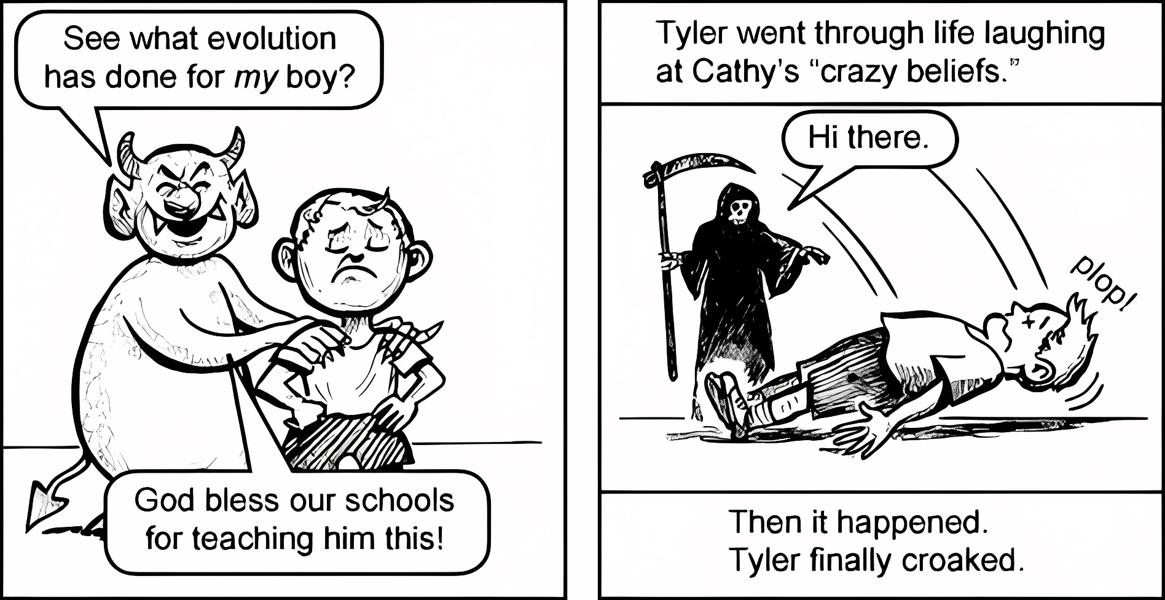 See what evolution
has done for my boy?
God bless our schools
for teaching him this!
Tyler went through life laughing
at Cathy's “crazy beliefs.”
Hi there.
plop!
Then it happened.
Tyler finally croaked.